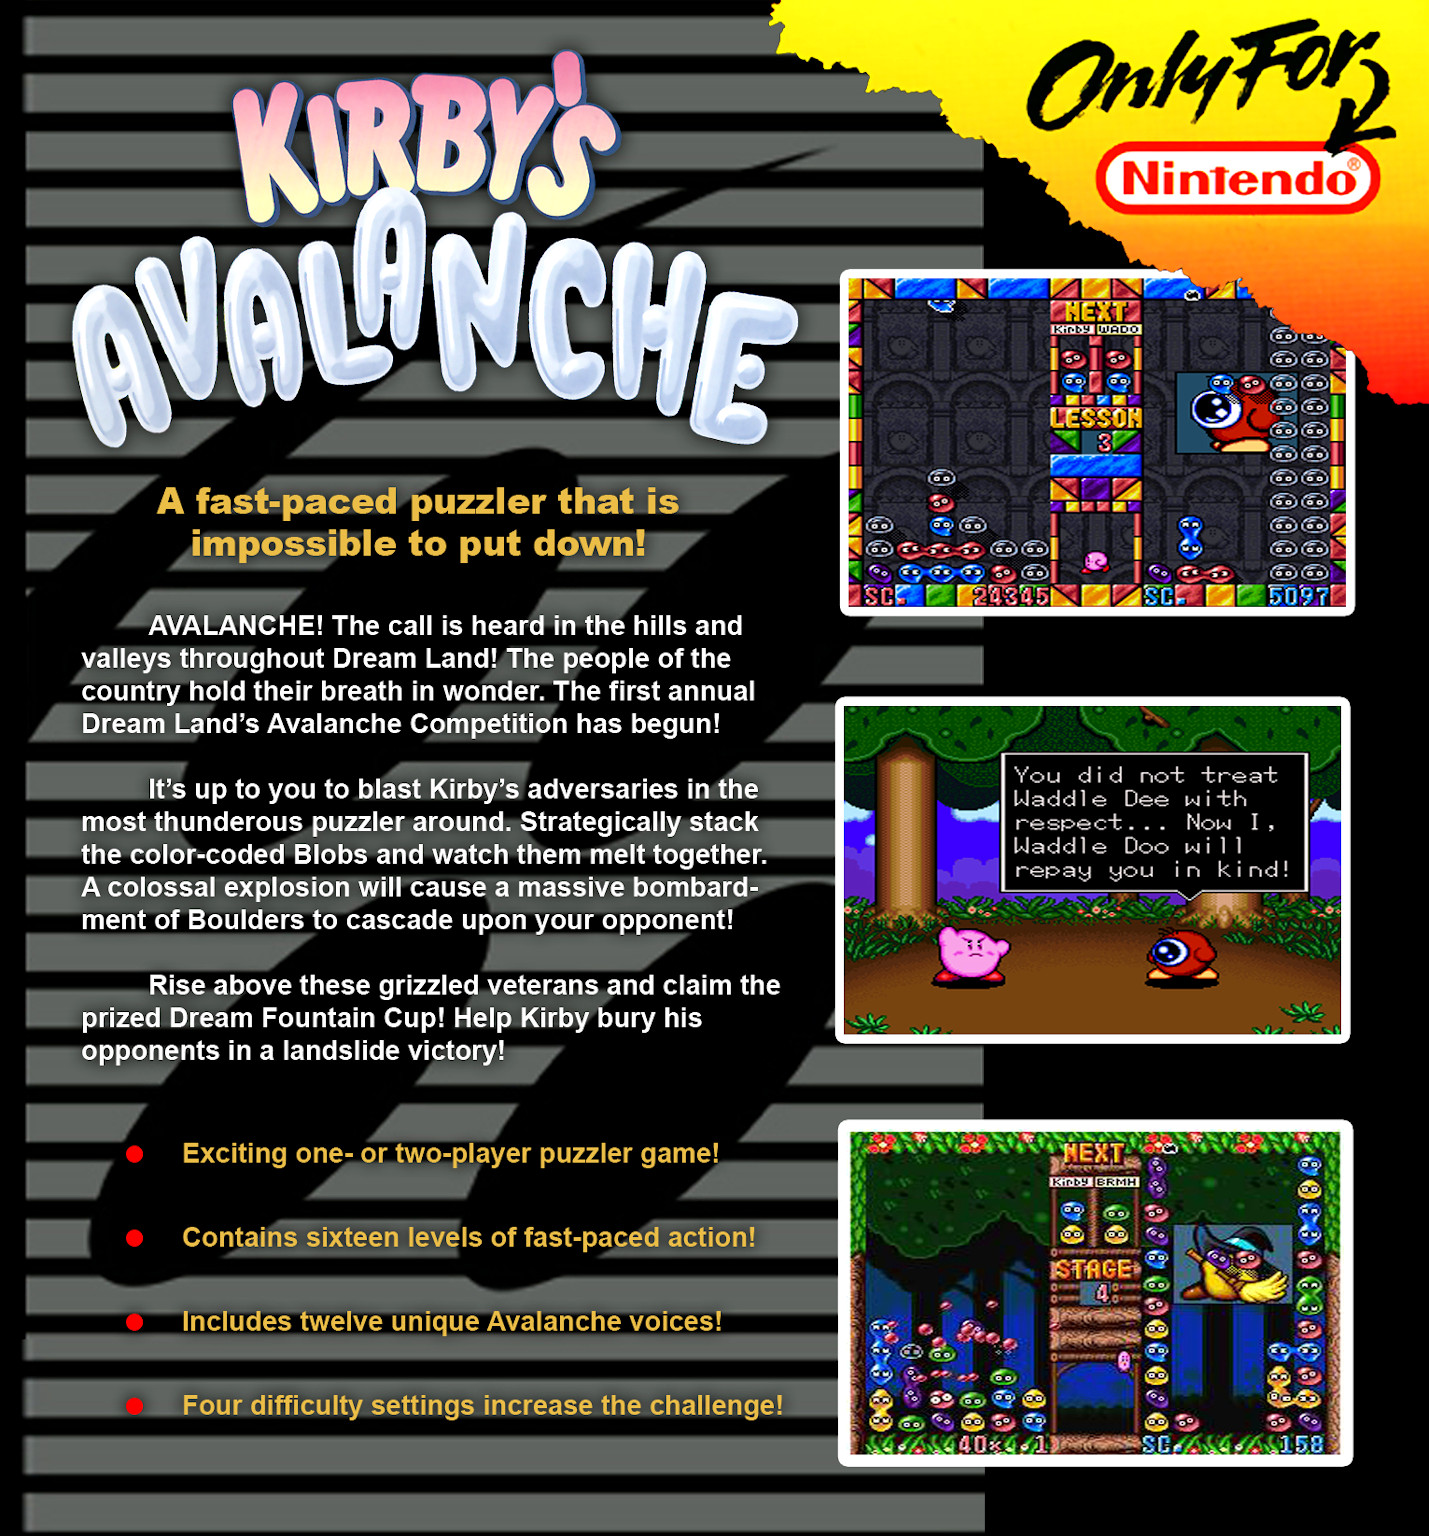 KIRBY'S
AVALANCHE
Only For
Nintendo®
A fast-paced puzzler that is
impossible to put down!
AVALANCHE! The call is heard in the hills and
valleys throughout Dream Land! The people of the
country hold their breath in wonder. The first annual
Dream Land’s Avalanche Competition has begun!
It’s up to you to blast Kirby’s adversaries in the
most thunderous puzzler around. Strategically stack
the color-coded Blobs and watch them melt together.
A colossal explosion will cause a massive bombard-
ment of Boulders to cascade upon your opponent!
Rise above these grizzled veterans and claim the
prized Dream Fountain Cup! Help Kirby bury his
opponents in a landslide victory!
Exciting one- or two-player puzzler game!
Contains sixteen levels of fast-paced action!
Includes twelve unique Avalanche voices!
Four difficulty settings increase the challenge!
NEXT
Kirby WADO
LESSON
3
SC. 24345 SC. 5097
You did not treat
Waddle Dee with
respect... Now I,
Waddle Doo will
repay you in kind!
NEXT
Kirby BRMH
STAGE
4
40× 1 SC. 158